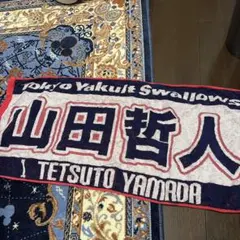 Tokyo Yakult Swallows
山田哲人
1 TETSUTO YAMADA